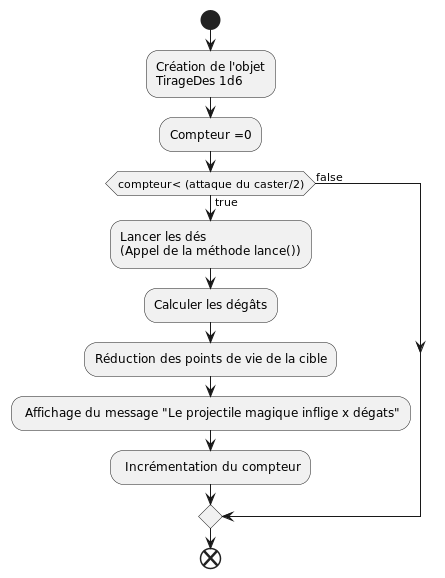 Création de l'objet
TirageDes 1d6
Compteur =0
compteur< (attaque du caster/2)
false
true
Lancer les dés
(Appel de la méthode lance())
Calculer les dégâts
Réduction des points de vie de la cible
Affichage du message "Le projectile magique inflige x dégats"
Incrémentation du compteur